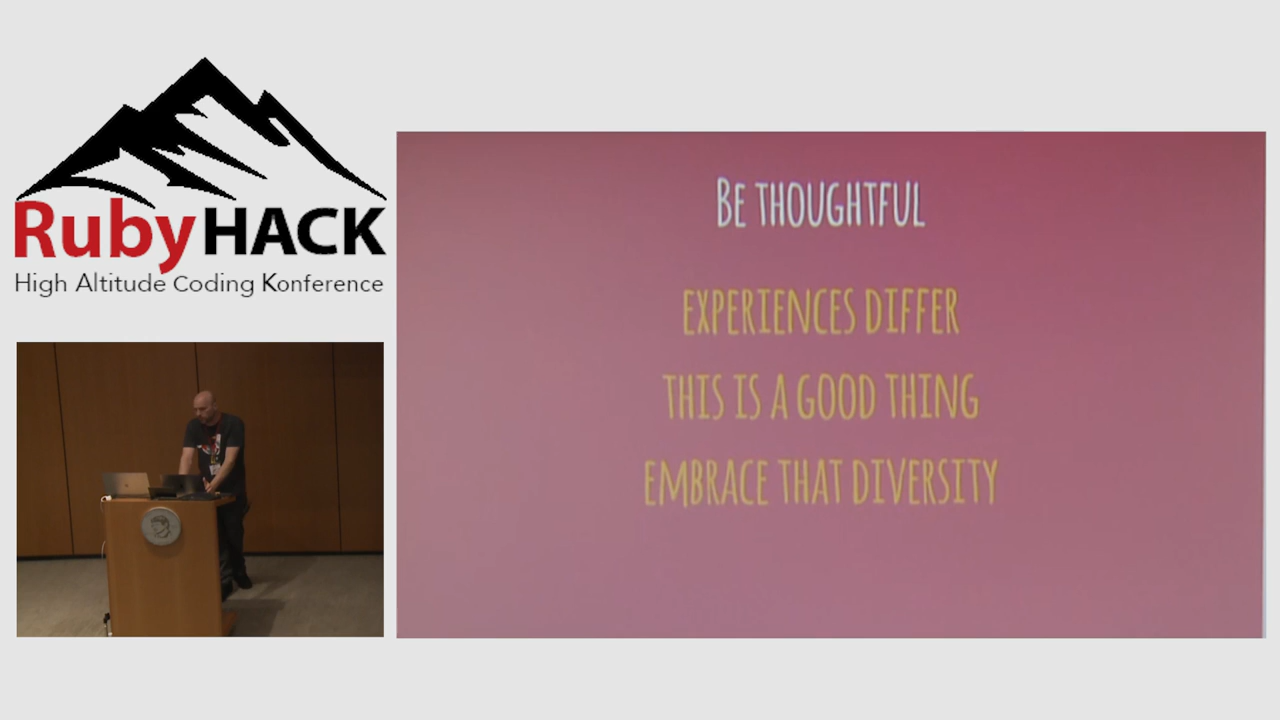 RubyHACK
High Altitude Coding Konference
BE THOUGHTFUL
EXPERIENCES DIFFER
THIS IS A GOOD THING
EMBRACE THAT DIVERSITY